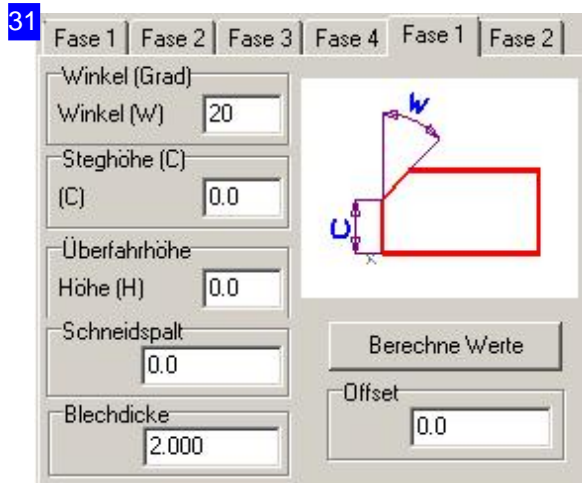 31
Fase 1 Fase 2 Fase 3 Fase 4 Fase 1 Fase 2
Winkel (Grad)
Winkel (W) 20
Steghöhe (C)
(C) 0.0
Überfahrhöhe
Höhe (H) 0.0
Schneidspalt
0.0
Blechdicke
2.000
W
C
Berechne Werte
Offset
0.0